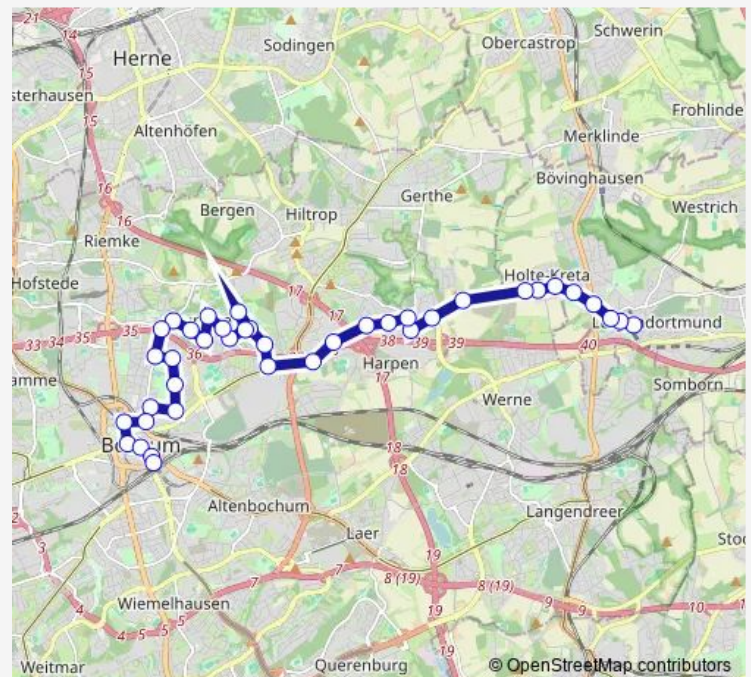 21
14
Herne
Sodingen
Obercastrop
Schwerin
15
sterhausen
15
Altenhöfen
Frohlinde
Merklinde
16
16
Bergen
Gerthe
Bövinghausen
Hiltrop
Westrich
Riemke
Hofstede
17
17
Holte-Kreta
33 34 35
35
36
38
39
39
40
dortmund
Harpen
amme
17
Somborn
Werne
18
18
Altenbochum
Langendreer
2
3
Laer
19
7
7
8 (19)
8 (19)
9
9
10
4
4
5
5
Wiemelhausen
19
19
Weitmar
Querenburg
© OpenStreetMap contributors